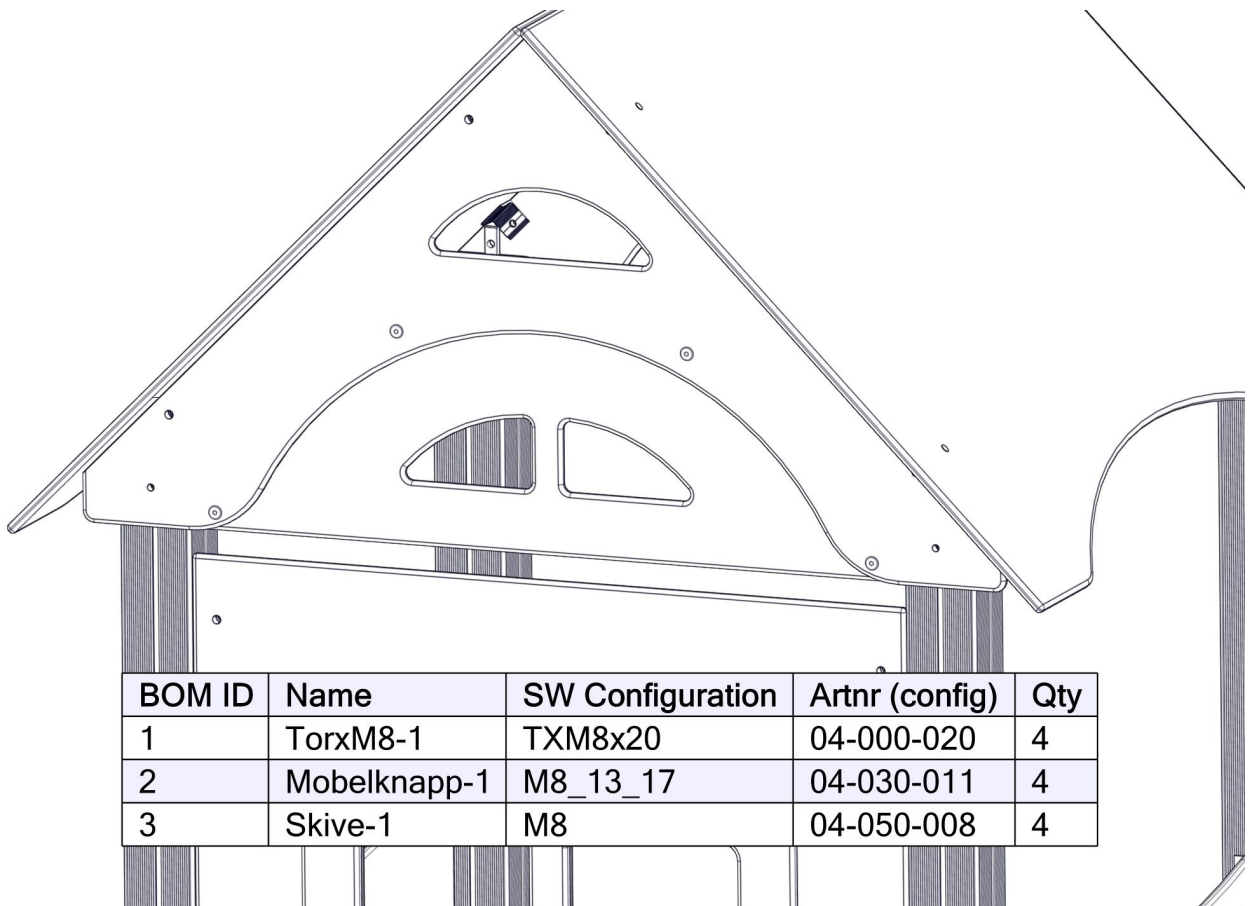 BOM ID Name SW Configuration Artnr (config) Qty
1 TorxM8-1 TXM8x20 04-000-020 4
2 Mobelknapp-1 M8_13_17 04-030-011 4
3 Skive-1 M8 04-050-008 4